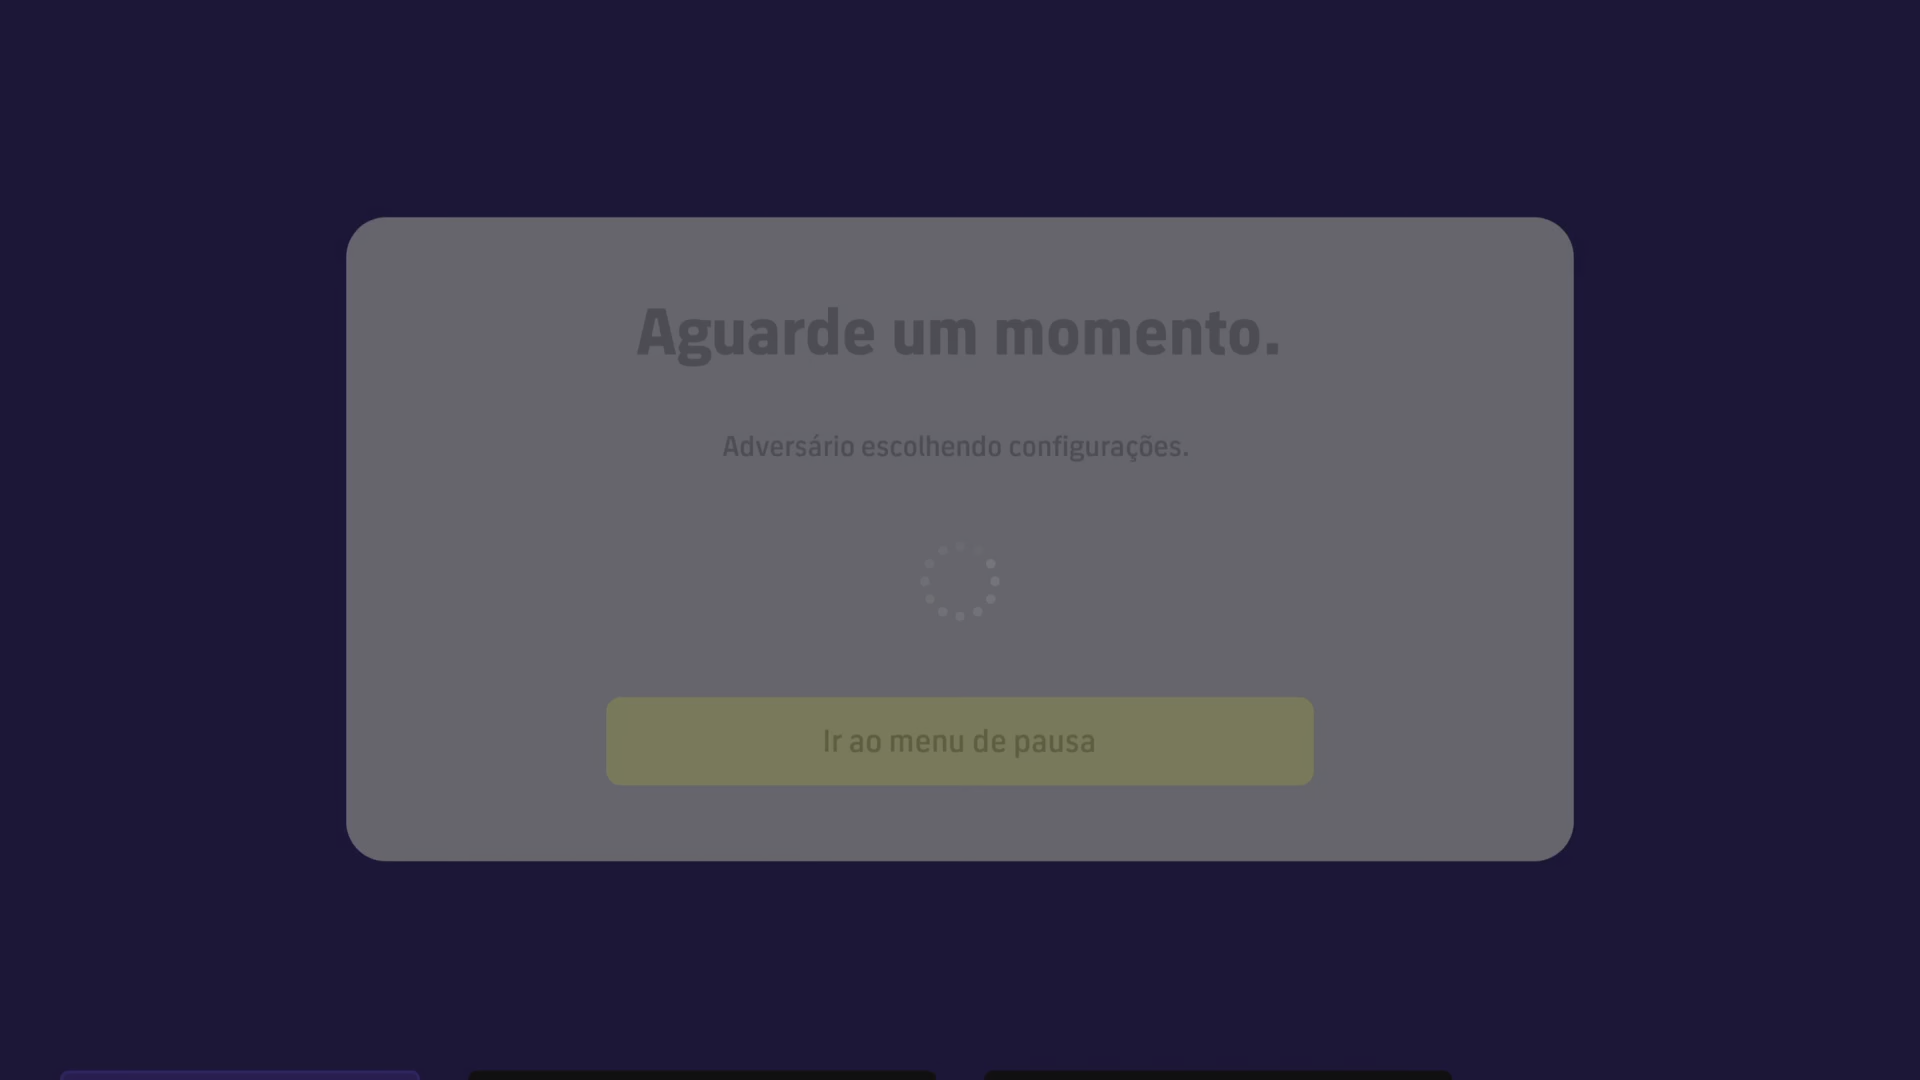 Aguarde um momento.
Adversário escolhendo configurações.
Ir ao menu de pausa